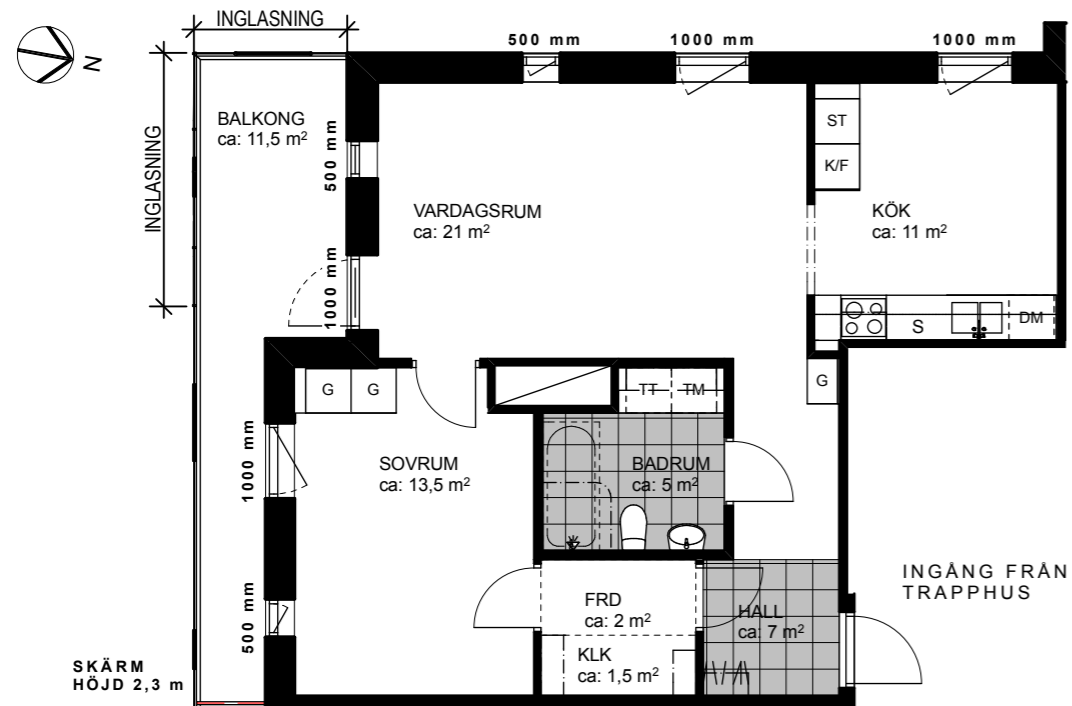 INGLASNING
N
500 mm
1000 mm
1000 mm
BALKONG
ca: 11,5 m²
INGLASNING
500 mm
1000 mm
VARDAGSRUM
ca: 21 m²
ST
K/F
KÖK
ca: 11 m²
S
DM
G
G
G
TT
TM
1000 mm
SOVRUM
ca: 13,5 m²
BADRUM
ca: 5 m²
500 mm
FRD
ca: 2 m²
KLK
ca: 1,5 m²
HALL
ca: 7 m²
INGÅNG FRÅN
TRAPPHUS
SKÄRM
HÖJD 2,3 m